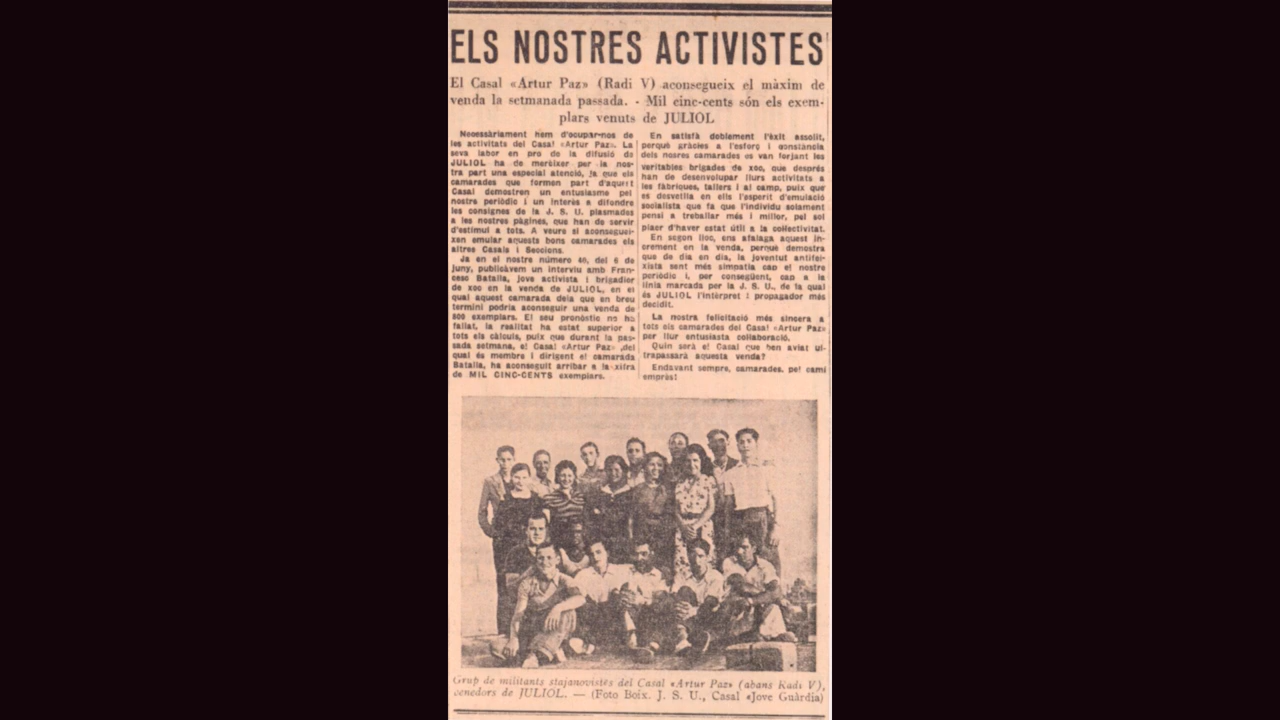 ELS NOSTRES ACTIVISTES
El Casal «Artur Paz» (Radi V) aconsegueix el màxim de
venda la setmanada passada. - Mil cinc-cents són els exem-
plars venuts de JULIOL
Necessàriament hem d'ocupar-nos de
les activitats del Casal «Artur Paz». La
seva labor en pro de la difusió de
JULIOL ha de merèixer per la nos-
tra part una especial atenció, ja que els
camarades que formen part d'aquest
Casal demostren un entusiasme pel
nostre periòdic i un interès a difondre
les consignes de la J. S. U. plasmades
a les nostres pàgines, que han de servir
d'estímul a tots. A veure si aconseguei-
xen emular aquests bons camarades els
altres Casals i Seccions.
Ja en el nostre número 40, del 6 de
juny, publicàvem un interviu amb Fran-
cesc Batalla, jove activista i brigadier
de xoc en la venda de JULIOL, en el
qual aquest camarada deia que en breu
termini podria aconseguir una venda de
800 exemplars. El seu pronòstic no ha
fallat, la realitat ha estat superior a
tots els càlculs, puix que durant la pas-
sada setmana, el Casal «Artur Paz» ,del
qual és membre i dirigent el camarada
Batalla, ha aconseguit arribar a la xifra
de MIL CINC-CENTS exemplars.
En satisfà doblement l'èxit assolit,
perquè gràcies a l'esforç i constància
dels nosres camarades es van forjant les
veritables brigades de xoc, que després
han de desenvolupar llurs activitats a
les fàbriques, tallers i al camp, puix que
es desvetlla en ells l'esperit d'emulació
socialista que fa que l'individu solament
pensi a treballar més i millor, pel sol
plaer d'haver estat útil a la col·lectivitat.
En segon lloc, ens afalaga aquest in-
crement en la venda, perquè demostra
que de dia en dia, la joventut antifei-
xista sent més simpatia cap el nostre
periòdic i, per consegüent, cap a la
línia marcada per la J. S. U., de la qual
és JULIOL l'intèrpret i propagador més
decidit.
La nostra felicitació més sincera a
tots els camarades del Casal «Artur Paz»
per llur entusiasta col·laboració.
Quin serà el Casal que ben aviat ul-
trapassarà aquesta venda?
Endavant sempre, camarades, pel camí
emprès!
Grup de militants stajanovistes del Casal «Artur Paz» (abans Radi V),
venedors de JULIOL. — (Foto Boix. J. S. U., Casal «Jove Guàrdia)